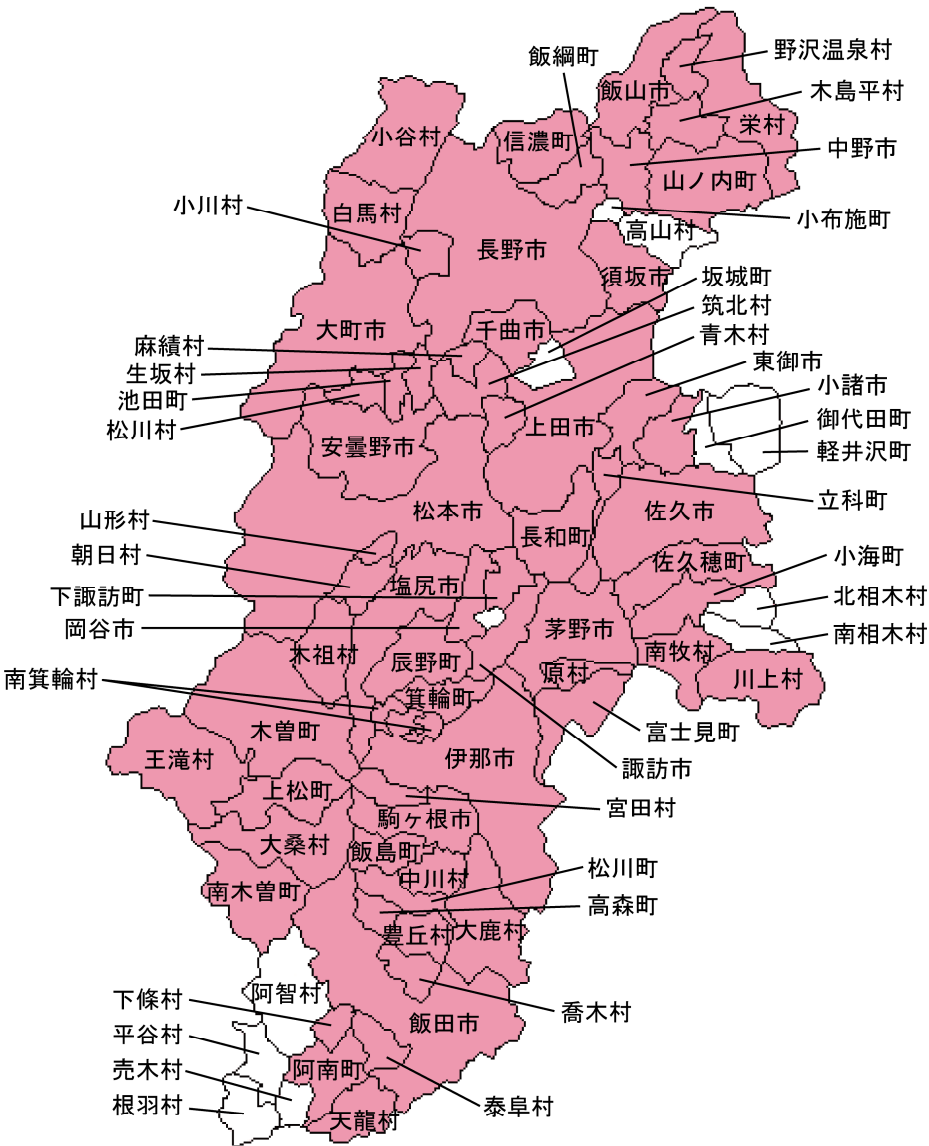 野沢温泉村
飯綱町
飯山市
木島平村
栄村
小谷村
信濃町
中野市
山ノ内町
小川村
白馬村
小布施町
高山村
長野市
須坂市
坂城町
筑北村
大町市
千曲市
青木村
麻績村
東御市
生坂村
小諸市
池田町
御代田町
松川村
上田市
安曇野市
軽井沢町
立科町
松本市
佐久市
山形村
長和町
朝日村
佐久穂町
小海町
塩尻市
下諏訪町
北相木村
岡谷市
茅野市
南相木村
木祖村
南牧村
辰野町
原村
南箕輪村
川上村
箕輪町
木曽町
富士見町
王滝村
伊那市
諏訪市
上松町
宮田村
駒ヶ根市
大桑村
飯島町
松川町
中川村
南木曽町
高森町
豊丘村
大鹿村
阿智村
下條村
喬木村
飯田市
平谷村
売木村
阿南町
根羽村
泰阜村
天龍村